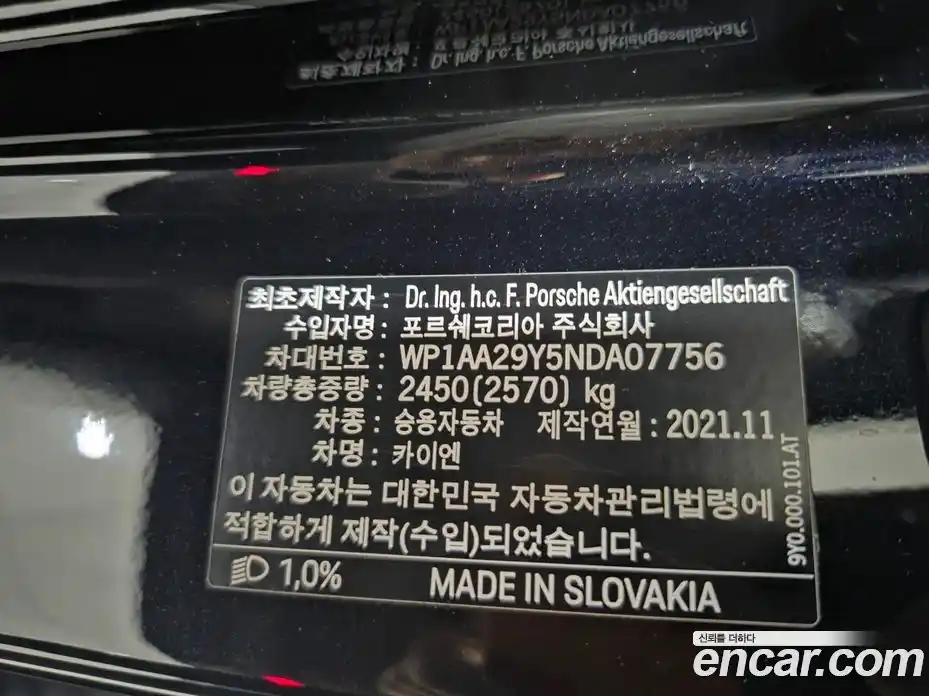 최초제작자 : Dr. Ing. h.c. F. Porsche Aktiengesellschaft
수입자명 : 포르쉐코리아 주식회사
차대번호 : WP1AA29Y5NDA07756
차량총중량 : 2450(2570) kg
차종 : 승용자동차 제작연월 : 2021.11
차명 : 카이엔
이 자동차는 대한민국 자동차관리법령에
적합하게 제작(수입)되었습니다.
9Y0.000.101.AT
1,0% MADE IN SLOVAKIA
신뢰를 더하다
encar.com